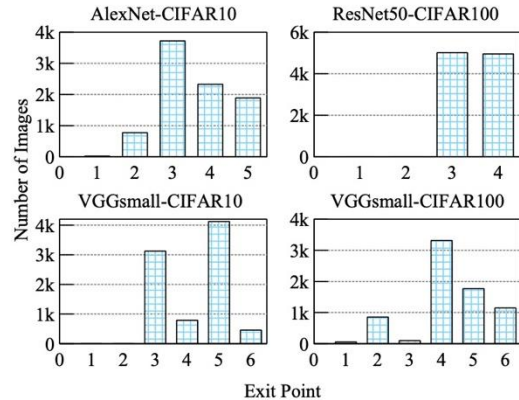 AlexNet-CIFAR10
ResNet50-CIFAR100
4k
3k
2k
1k
0
0 1 2 3 4 5
6k
4k
2k
0
0 1 2 3 4
VGGsmall-CIFAR10
VGGsmall-CIFAR100
4k
3k
2k
1k
0
0 1 2 3 4 5 6
4k
3k
2k
1k
0
0 1 2 3 4 5 6
Number of Images
Exit Point